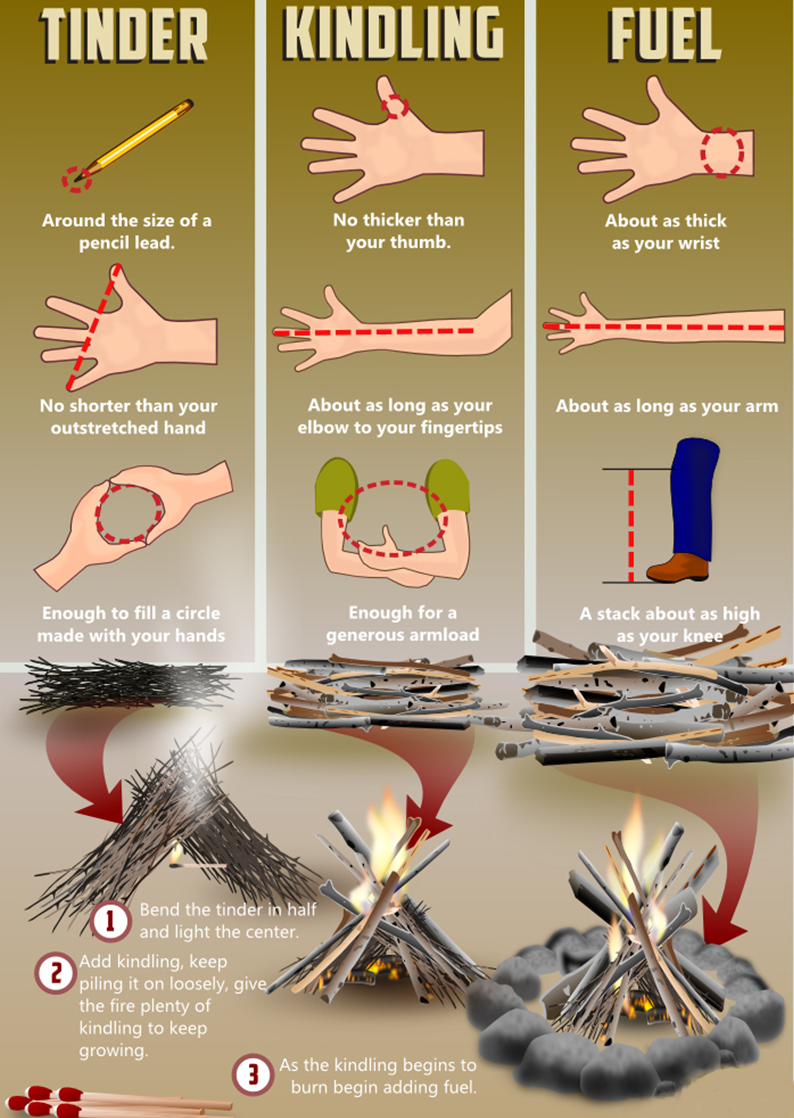 TINDER
Around the size of a
pencil lead.
No shorter than your
outstretched hand
Enough to fill a circle
made with your hands
KINDLING
No thicker than
your thumb.
About as long as your
elbow to your fingertips
Enough for a
generous armload
FUEL
About as thick
as your wrist
About as long as your arm
A stack about as high
as your knee
1 Bend the tinder in half
and light the center.
2 Add kindling, keep
piling it on loosely, give
the fire plenty of
kindling to keep
growing.
3 As the kindling begins to
burn begin adding fuel.